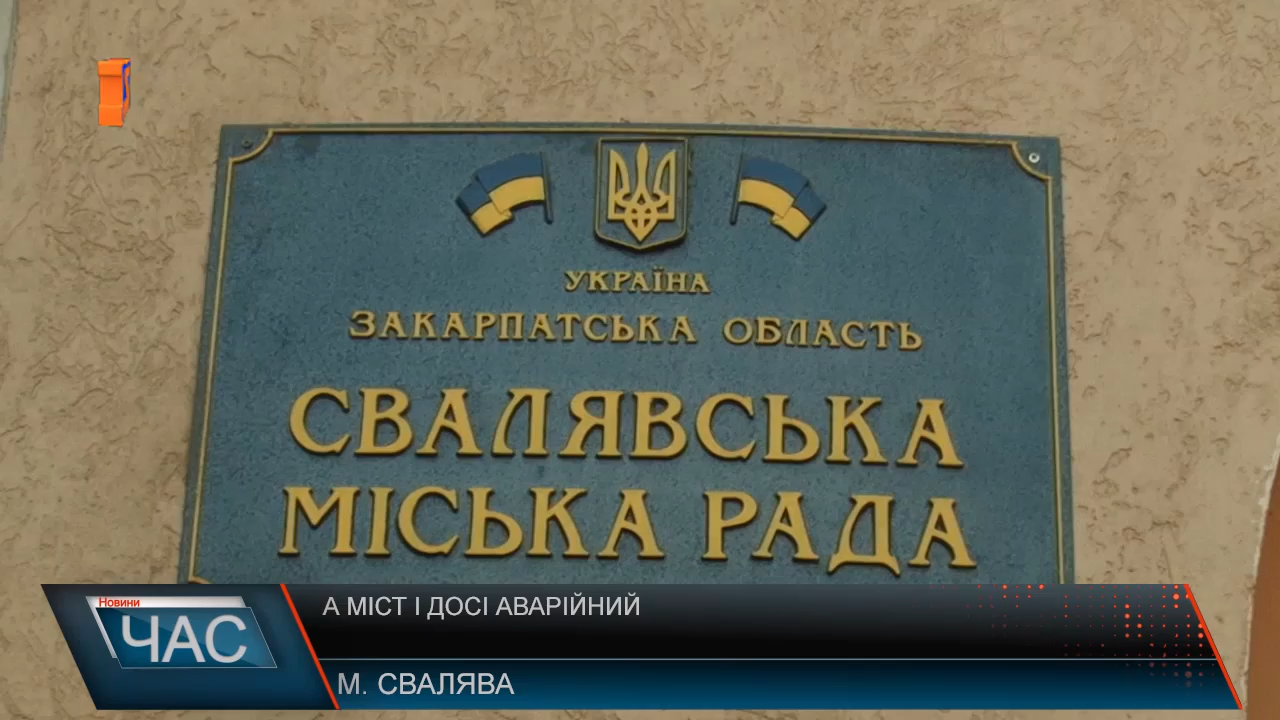 УКРАЇНА
ЗАКАРПАТСЬКА ОБЛАСТЬ
СВАЛЯВСЬКА
МІСЬКА РАДА
Новини
ЧАС
А МІСТ І ДОСІ АВАРІЙНИЙ
М. СВАЛЯВА